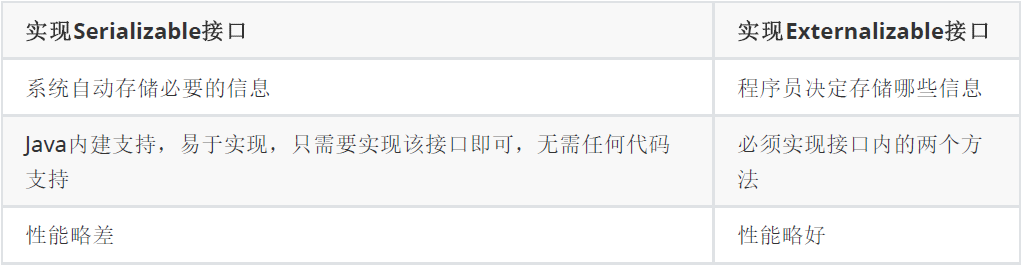 实现Serializable接口
实现Externalizable接口
系统自动存储必要的信息
程序员决定存储哪些信息
Java内建支持，易于实现，只需要实现该接口即可，无需任何代码
支持
必须实现接口内的两个方
法
性能略差
性能略好